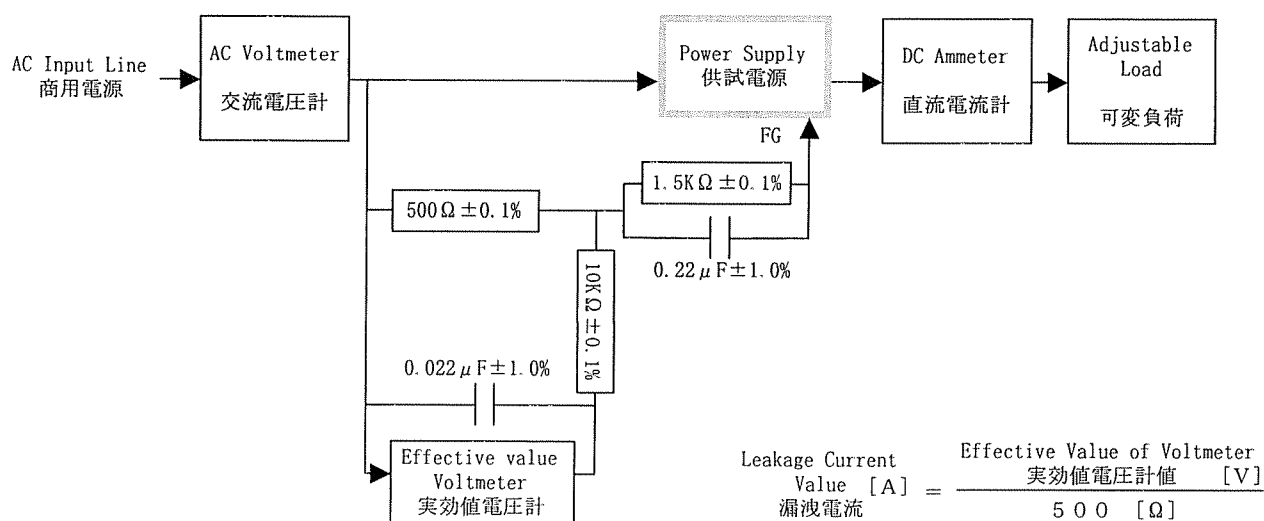 AC Input Line
商用電源
AC Voltmeter
交流電圧計
Power Supply
供試電源
DC Ammeter
直流電流計
Adjustable
Load
可変負荷
FG
1.5KΩ±0.1%
500Ω±0.1%
0.22μF±1.0%
10KΩ±0.1%
0.022μF±1.0%
Effective value
Voltmeter
実効値電圧計
Leakage Current
Value [A] =
漏洩電流
Effective Value of Voltmeter
実効値電圧計値 [V]
500 [Ω]